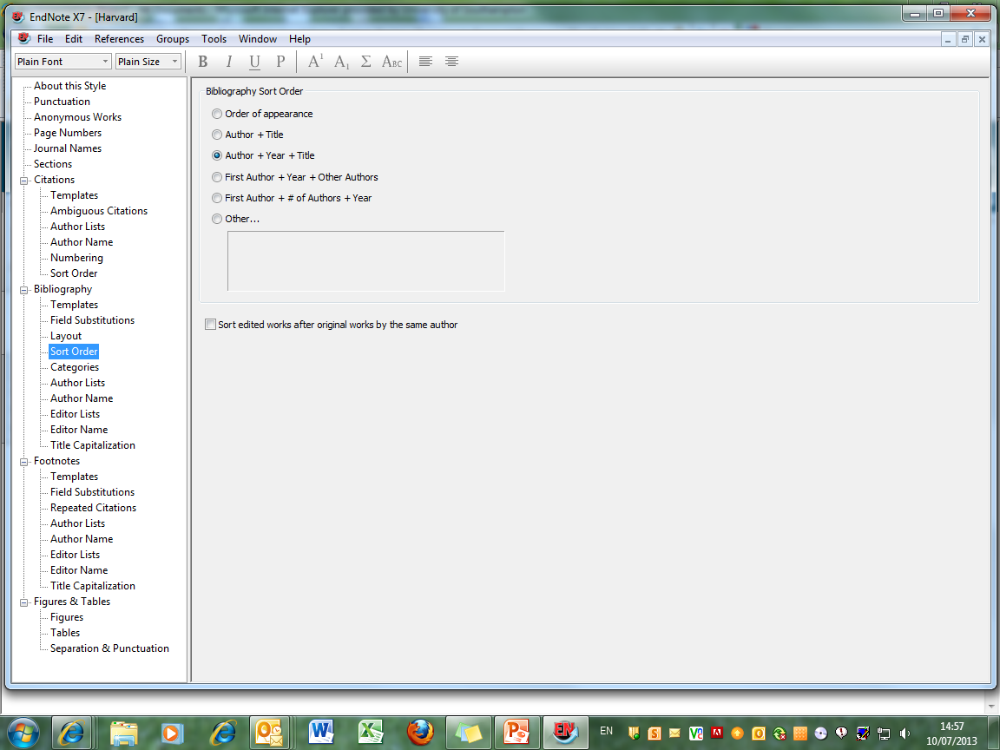 EndNote X7 - [Harvard]
File Edit References Groups Tools Window Help
Plain Font Plain Size B I U P A1 A1 Σ ABC
About this Style
Punctuation
Anonymous Works
Page Numbers
Journal Names
Sections
Citations
Templates
Ambiguous Citations
Author Lists
Author Name
Numbering
Sort Order
Bibliography
Templates
Field Substitutions
Layout
Sort Order
Categories
Author Lists
Author Name
Editor Lists
Editor Name
Title Capitalization
Footnotes
Templates
Field Substitutions
Repeated Citations
Author Lists
Author Name
Editor Lists
Editor Name
Title Capitalization
Figures & Tables
Figures
Tables
Separation & Punctuation
Bibliography Sort Order
Order of appearance
Author + Title
Author + Year + Title
First Author + Year + Other Authors
First Author + # of Authors + Year
Other...
Sort edited works after original works by the same author
EN
14:57
10/07/2013